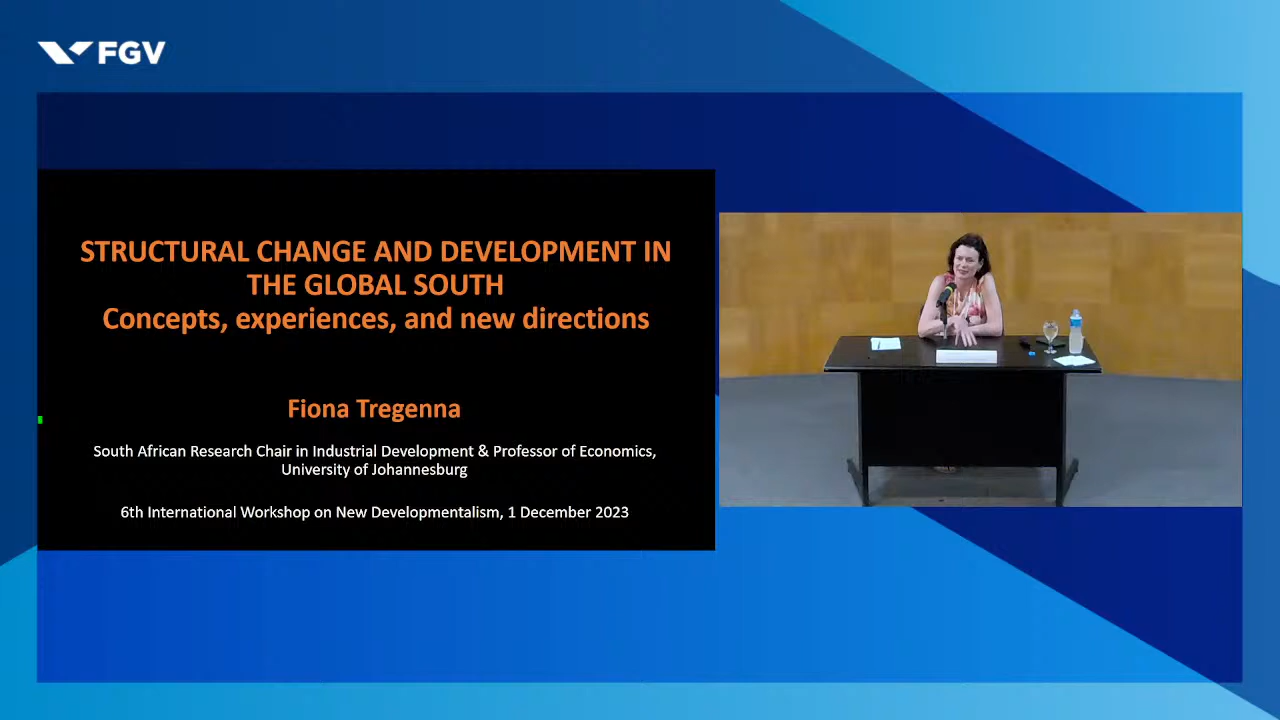 FGV
STRUCTURAL CHANGE AND DEVELOPMENT IN
THE GLOBAL SOUTH
Concepts, experiences, and new directions
Fiona Tregenna
South African Research Chair in Industrial Development & Professor of Economics,
University of Johannesburg
6th International Workshop on New Developmentalism, 1 December 2023